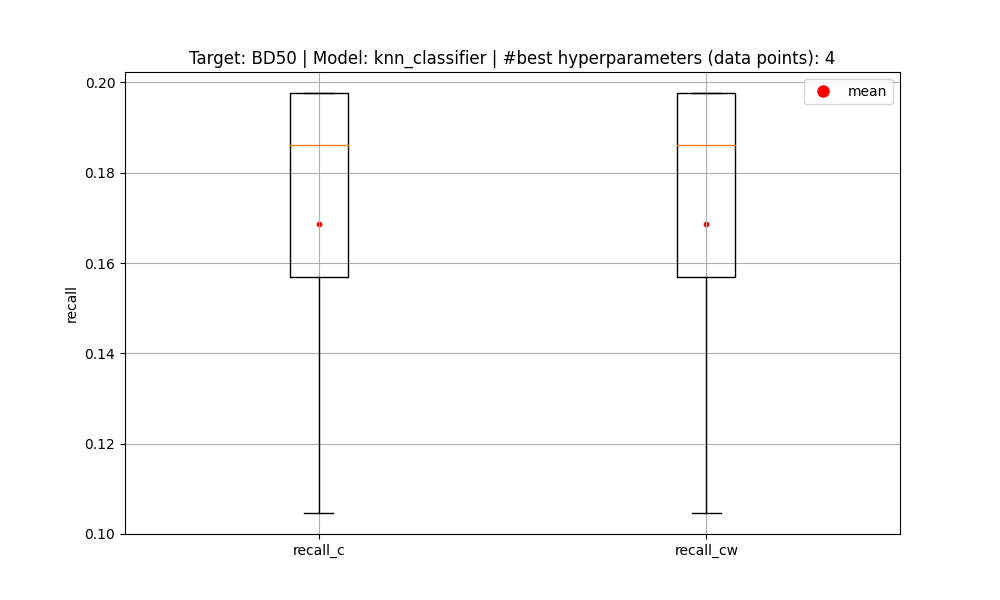 Target: BD50 | Model: knn_classifier | #best hyperparameters (data points): 4
mean
0.20
0.18
0.16
0.14
0.12
0.10
recall
recall_c
recall_cw